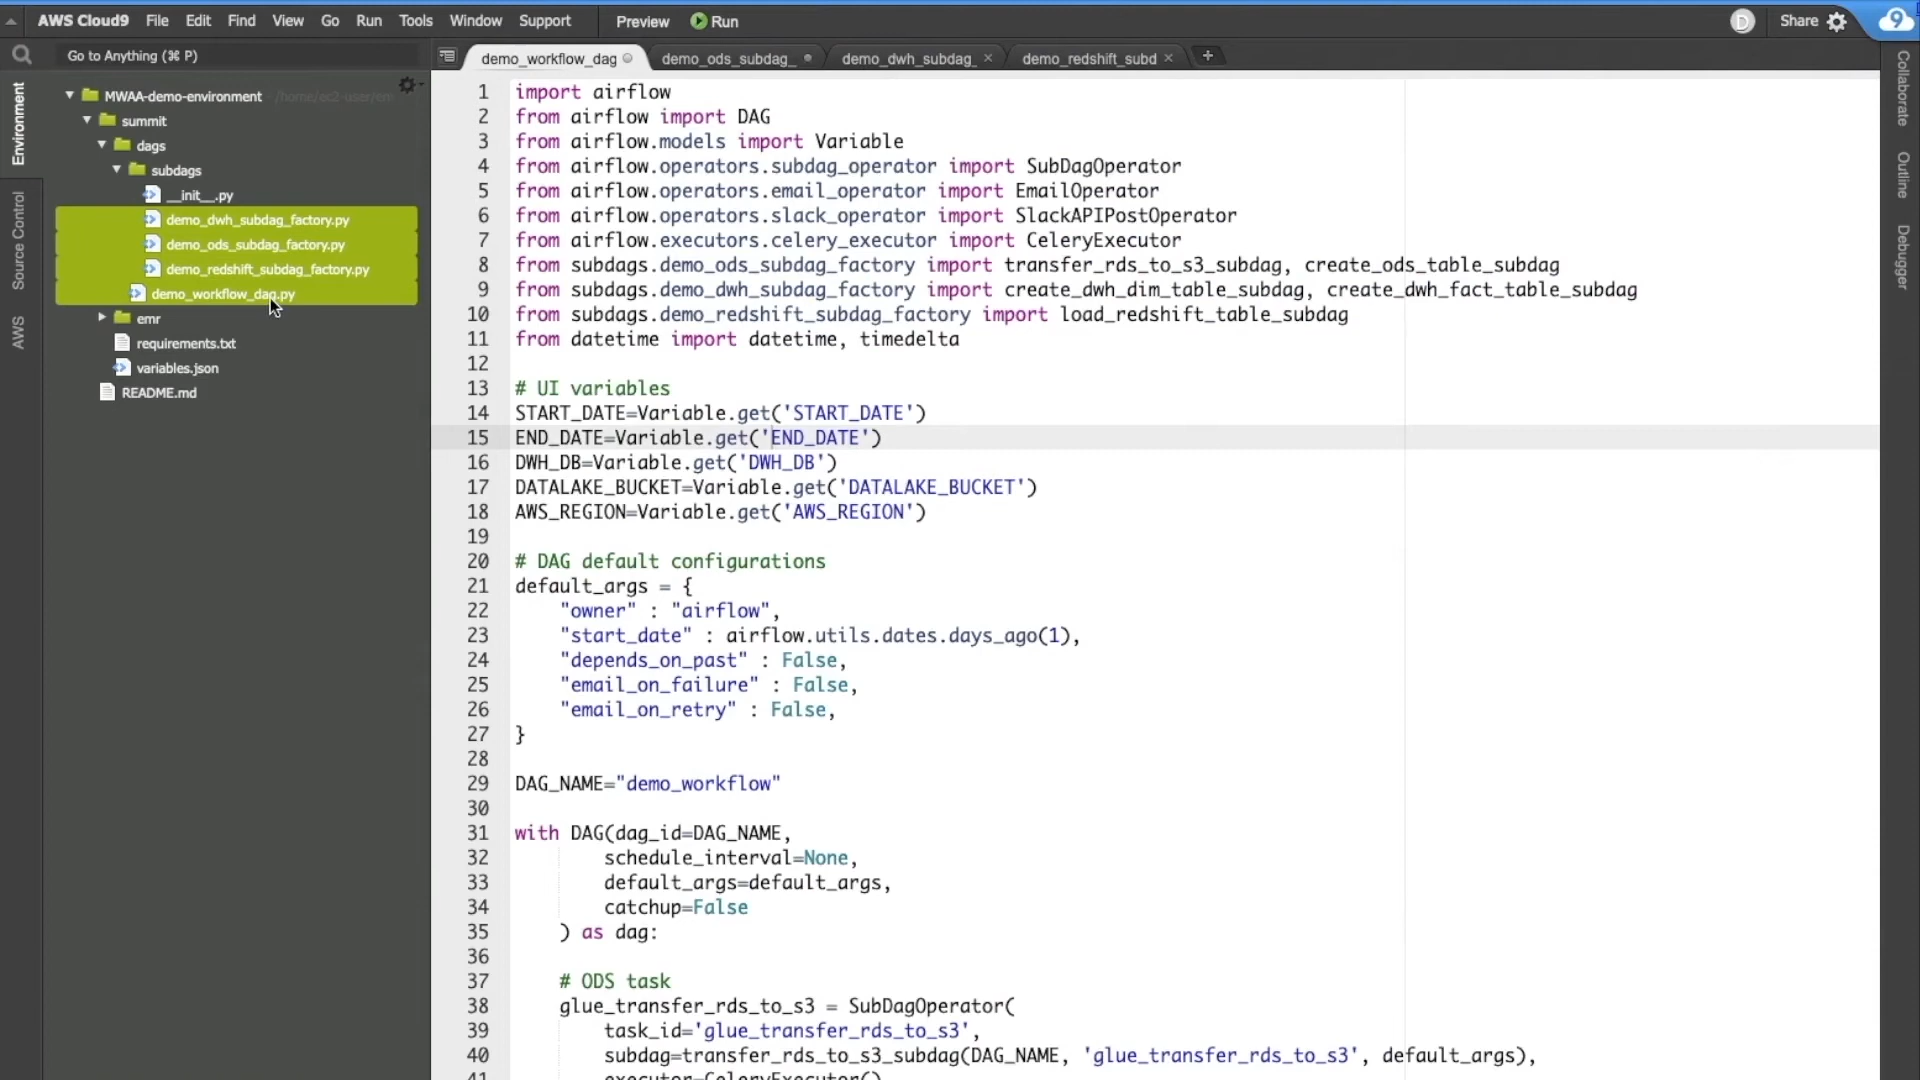 AWS Cloud9 File Edit Find View Go Run Tools Window Support Preview Run D Share 9
Go to Anything (⌘ P)
demo_workflow_dag demo_ods_subdag_ demo_dwh_subdag_ × demo_redshift_subd × +
Environment
Source Control
AWS
MWAA-demo-environment
summit
dags
subdags
__init__.py
demo_dwh_subdag_factory.py
demo_ods_subdag_factory.py
demo_redshift_subdag_factory.py
demo_workflow_dag.py
emr
requirements.txt
variables.json
README.md
1 import airflow
2 from airflow import DAG
3 from airflow.models import Variable
4 from airflow.operators.subdag_operator import SubDagOperator
5 from airflow.operators.email_operator import EmailOperator
6 from airflow.operators.slack_operator import SlackAPIPostOperator
7 from airflow.executors.celery_executor import CeleryExecutor
8 from subdags.demo_ods_subdag_factory import transfer_rds_to_s3_subdag, create_ods_table_subdag
9 from subdags.demo_dwh_subdag_factory import create_dwh_dim_table_subdag, create_dwh_fact_table_subdag
10 from subdags.demo_redshift_subdag_factory import load_redshift_table_subdag
11 from datetime import datetime, timedelta
12
13 # UI variables
14 START_DATE=Variable.get('START_DATE')
15 END_DATE=Variable.get('END_DATE')
16 DWH_DB=Variable.get('DWH_DB')
17 DATALAKE_BUCKET=Variable.get('DATALAKE_BUCKET')
18 AWS_REGION=Variable.get('AWS_REGION')
19
20 # DAG default configurations
21 default_args = {
22 "owner" : "airflow",
23 "start_date" : airflow.utils.dates.days_ago(1),
24 "depends_on_past" : False,
25 "email_on_failure" : False,
26 "email_on_retry" : False,
27 }
28
29 DAG_NAME="demo_workflow"
30
31 with DAG(dag_id=DAG_NAME,
32 schedule_interval=None,
33 default_args=default_args,
34 catchup=False
35 ) as dag:
36
37 # ODS task
38 glue_transfer_rds_to_s3 = SubDagOperator(
39 task_id='glue_transfer_rds_to_s3',
40 subdag=transfer_rds_to_s3_subdag(DAG_NAME, 'glue_transfer_rds_to_s3', default_args),
41 executor=CeleryExecutor()
Collaborate
Outline
Debugger